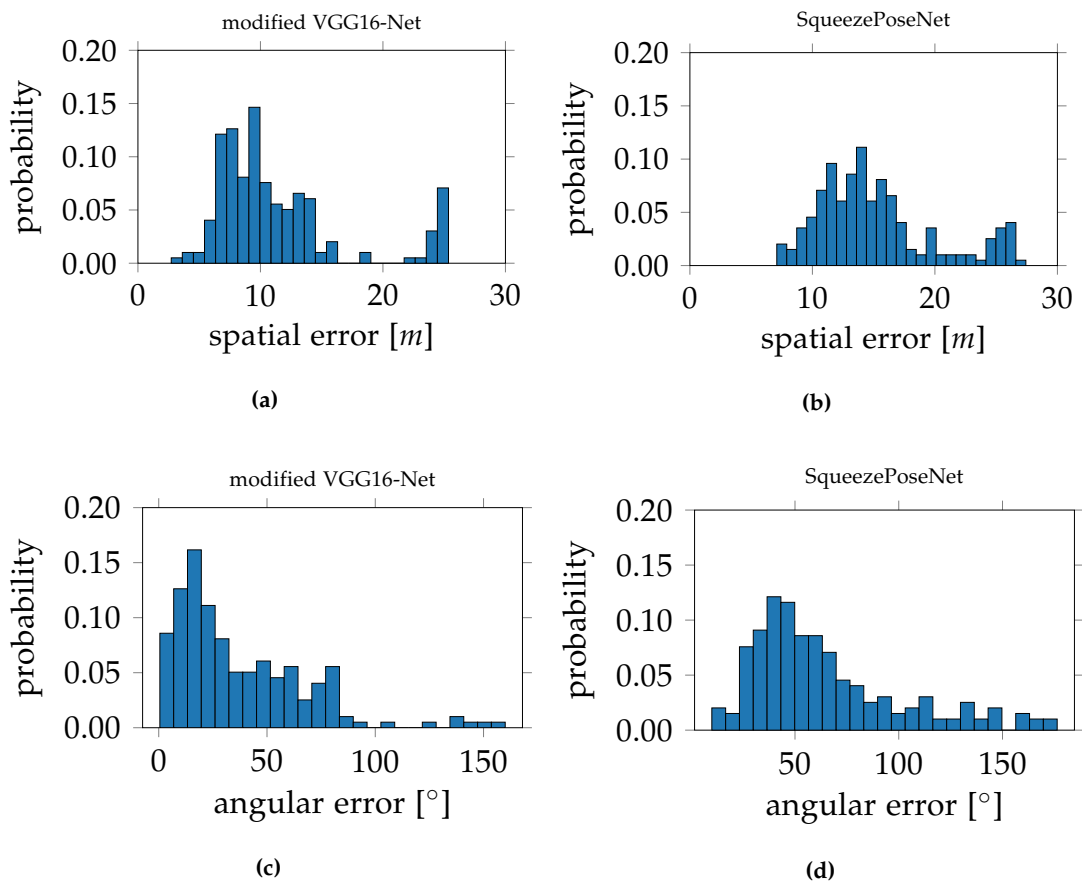 modified VGG16-Net
0.20
0.15
0.10
0.05
0.00
probability
0 10 20 30
spatial error [m]
(a)
SqueezePoseNet
0.20
0.15
0.10
0.05
0.00
probability
0 10 20 30
spatial error [m]
(b)
modified VGG16-Net
0.20
0.15
0.10
0.05
0.00
probability
0 50 100 150
angular error [°]
(c)
SqueezePoseNet
0.20
0.15
0.10
0.05
0.00
probability
50 100 150
angular error [°]
(d)